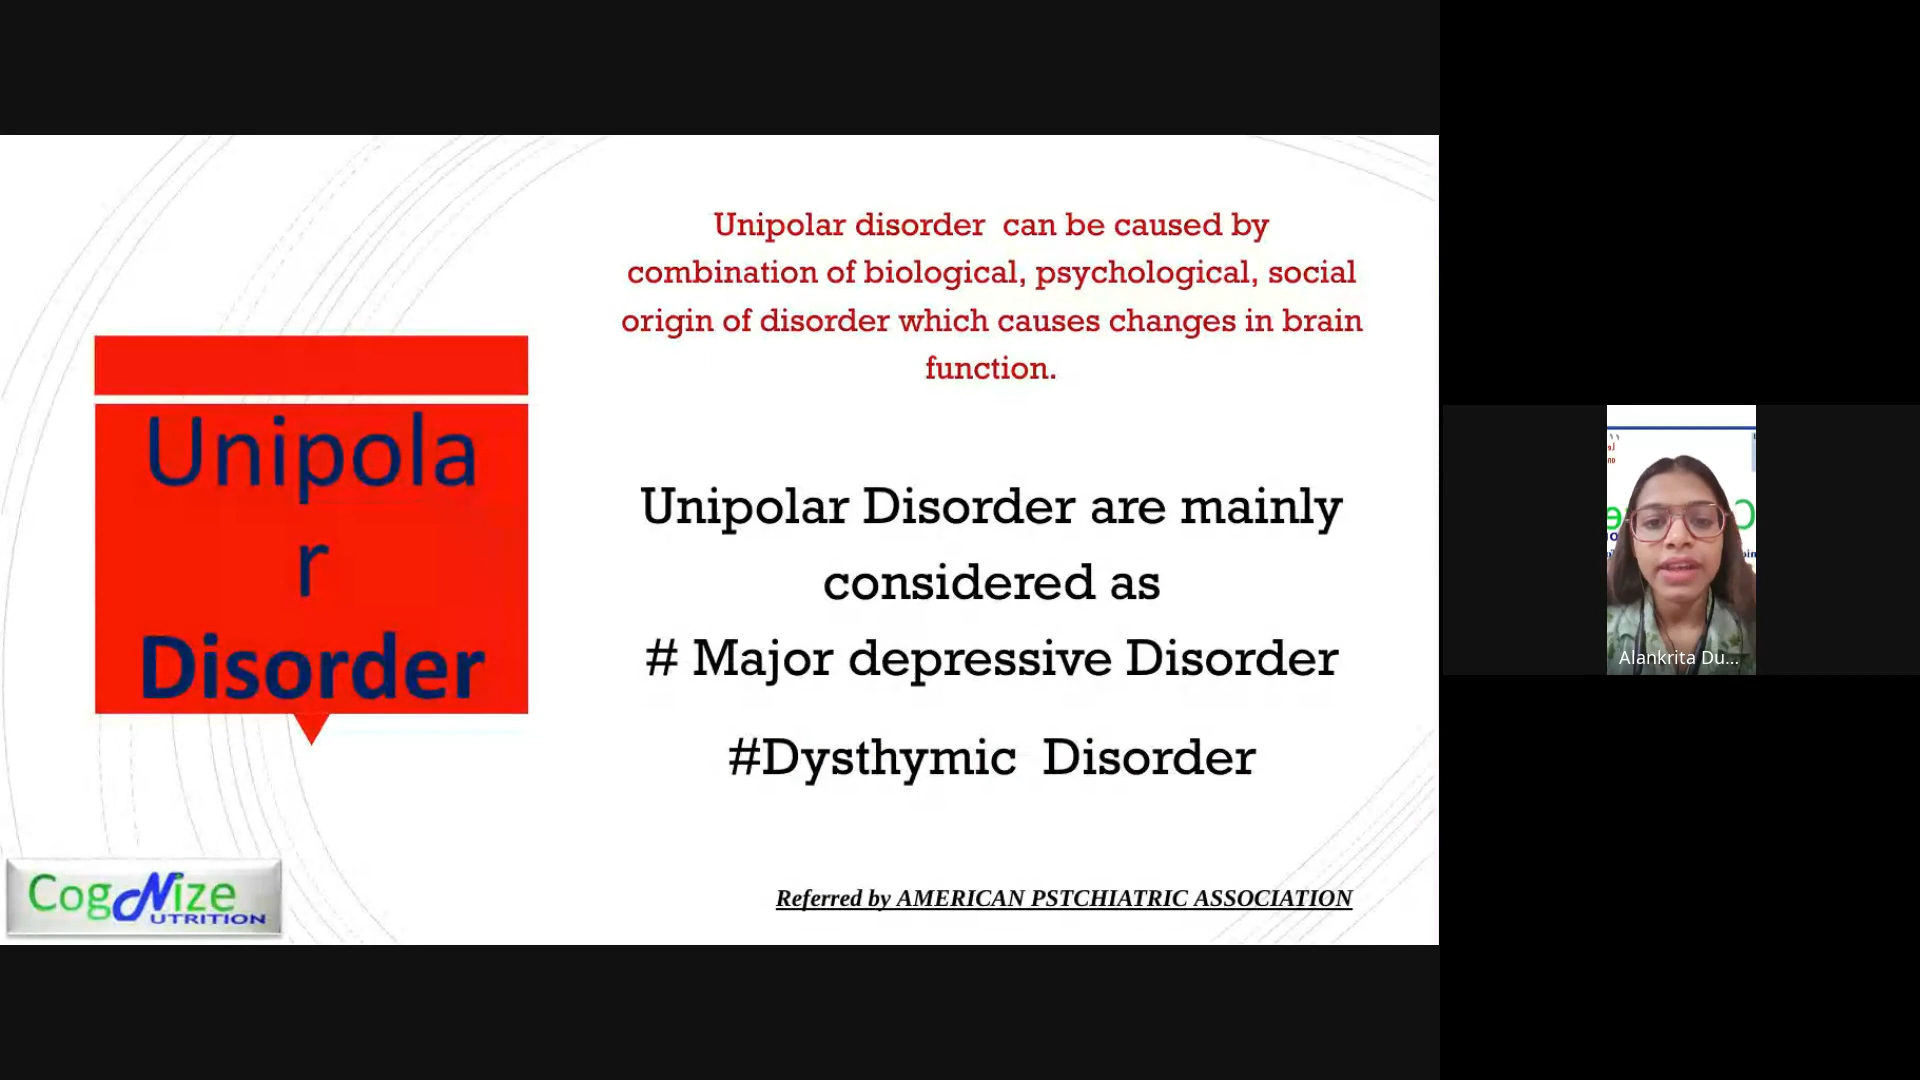 Unipolar disorder can be caused by
combination of biological, psychological, social
origin of disorder which causes changes in brain
function.
Unipola
r
Disorder
Unipolar Disorder are mainly
considered as
# Major depressive Disorder
#Dysthymic Disorder
Referred by AMERICAN PSTCHIATRIC ASSOCIATION
CogNize
UTRITION
Alankrita Du...